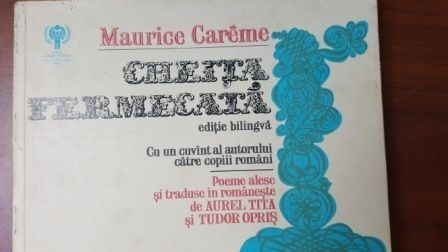 Maurice Carême
CHEIȚA
FERMECATĂ
ediție bilingvă
Cu un cuvînt al autorului
către copiii români
Poeme alese
și traduse în românește
de AUREL TITA
și TUDOR OPRIȘ